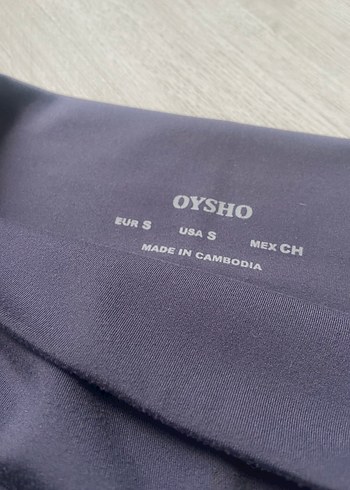 OYSHO
EUR S USA S MEX CH
MADE IN CAMBODIA